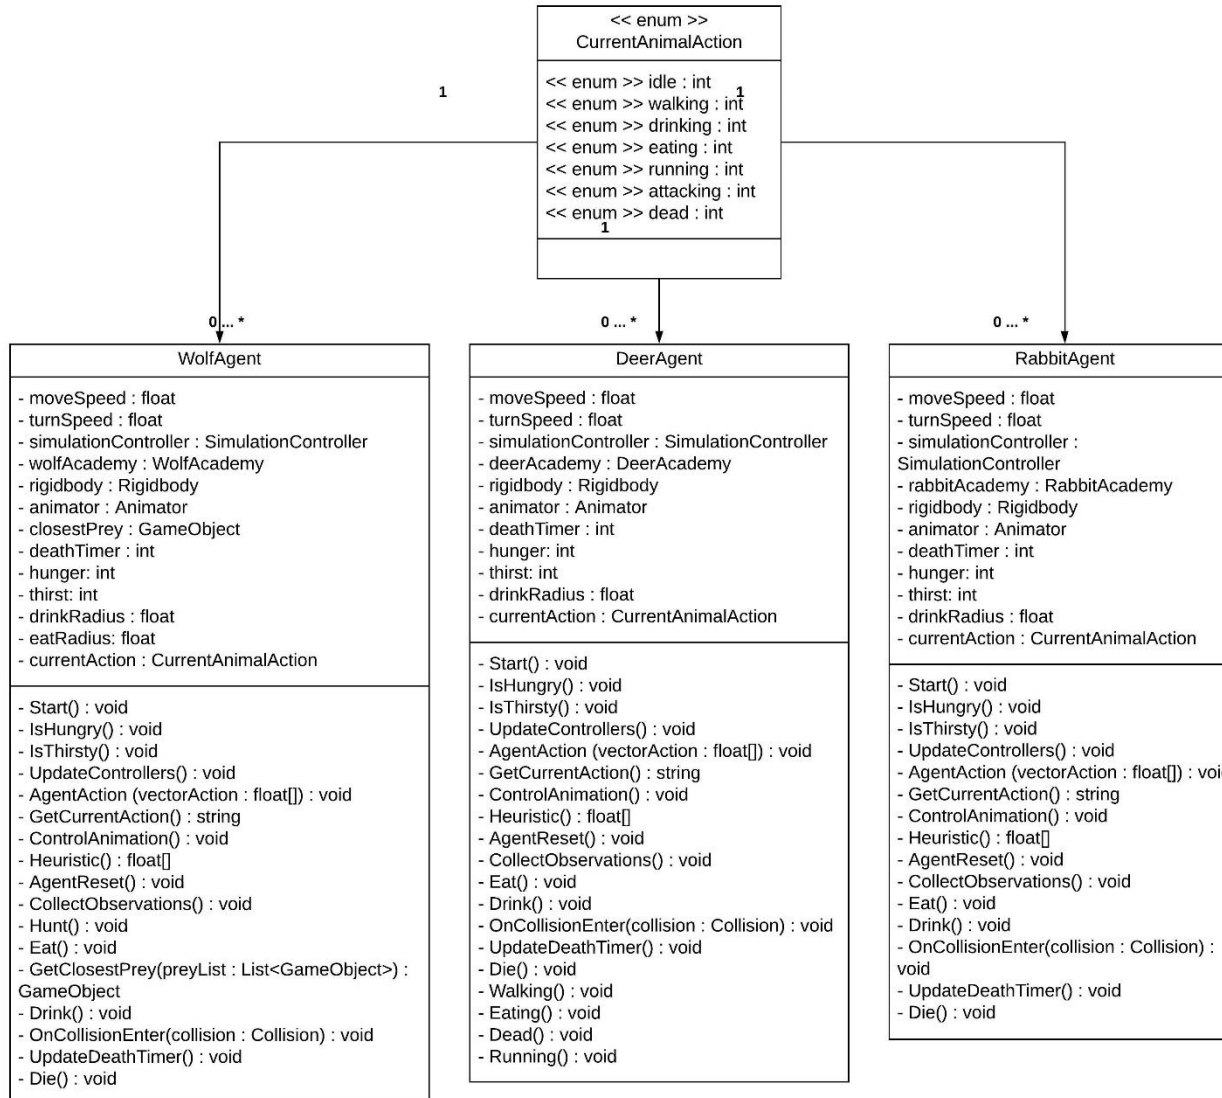 << enum >>
CurrentAnimalAction
<< enum >> idle : int
<< enum >> walking : int
<< enum >> drinking : int
<< enum >> eating : int
<< enum >> running : int
<< enum >> attacking : int
<< enum >> dead : int
1
1
1
0 ... *
0 ... *
0 ... *
WolfAgent
- moveSpeed : float
- turnSpeed : float
- simulationController : SimulationController
- wolfAcademy : WolfAcademy
- rigidbody : Rigidbody
- animator : Animator
- closestPrey : GameObject
- deathTimer : int
- hunger: int
- thirst: int
- drinkRadius : float
- eatRadius: float
- currentAction : CurrentAnimalAction
- Start() : void
- IsHungry() : void
- IsThirsty() : void
- UpdateControllers() : void
- AgentAction (vectorAction : float[]) : void
- GetCurrentAction() : string
- ControlAnimation() : void
- Heuristic() : float[]
- AgentReset() : void
- CollectObservations() : void
- Hunt() : void
- Eat() : void
- GetClosestPrey(preyList : List<GameObject>) :
GameObject
- Drink() : void
- OnCollisionEnter(collision : Collision) : void
- UpdateDeathTimer() : void
- Die() : void
DeerAgent
- moveSpeed : float
- turnSpeed : float
- simulationController : SimulationController
- deerAcademy : DeerAcademy
- rigidbody : Rigidbody
- animator : Animator
- deathTimer : int
- hunger: int
- thirst: int
- drinkRadius : float
- currentAction : CurrentAnimalAction
- Start() : void
- IsHungry() : void
- IsThirsty() : void
- UpdateControllers() : void
- AgentAction (vectorAction : float[]) : void
- GetCurrentAction() : string
- ControlAnimation() : void
- Heuristic() : float[]
- AgentReset() : void
- CollectObservations() : void
- Eat() : void
- Drink() : void
- OnCollisionEnter(collision : Collision) : void
- UpdateDeathTimer() : void
- Die() : void
- Walking() : void
- Eating() : void
- Dead() : void
- Running() : void
RabbitAgent
- moveSpeed : float
- turnSpeed : float
- simulationController :
SimulationController
- rabbitAcademy : RabbitAcademy
- rigidbody : Rigidbody
- animator : Animator
- deathTimer : int
- hunger: int
- thirst: int
- drinkRadius : float
- currentAction : CurrentAnimalAction
- Start() : void
- IsHungry() : void
- IsThirsty() : void
- UpdateControllers() : void
- AgentAction (vectorAction : float[]) : void
- GetCurrentAction() : string
- ControlAnimation() : void
- Heuristic() : float[]
- AgentReset() : void
- CollectObservations() : void
- Eat() : void
- Drink() : void
- OnCollisionEnter(collision : Collision) :
void
- UpdateDeathTimer() : void
- Die() : void